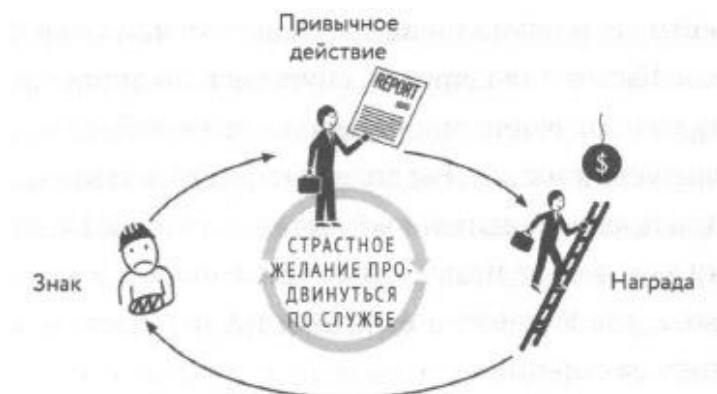 Привычное
действие
REPORT
$
Знак
СТРАСТНОЕ
ЖЕЛАНИЕ ПРО-
ДВИНУТЬСЯ
ПО СЛУЖБЕ
Награда